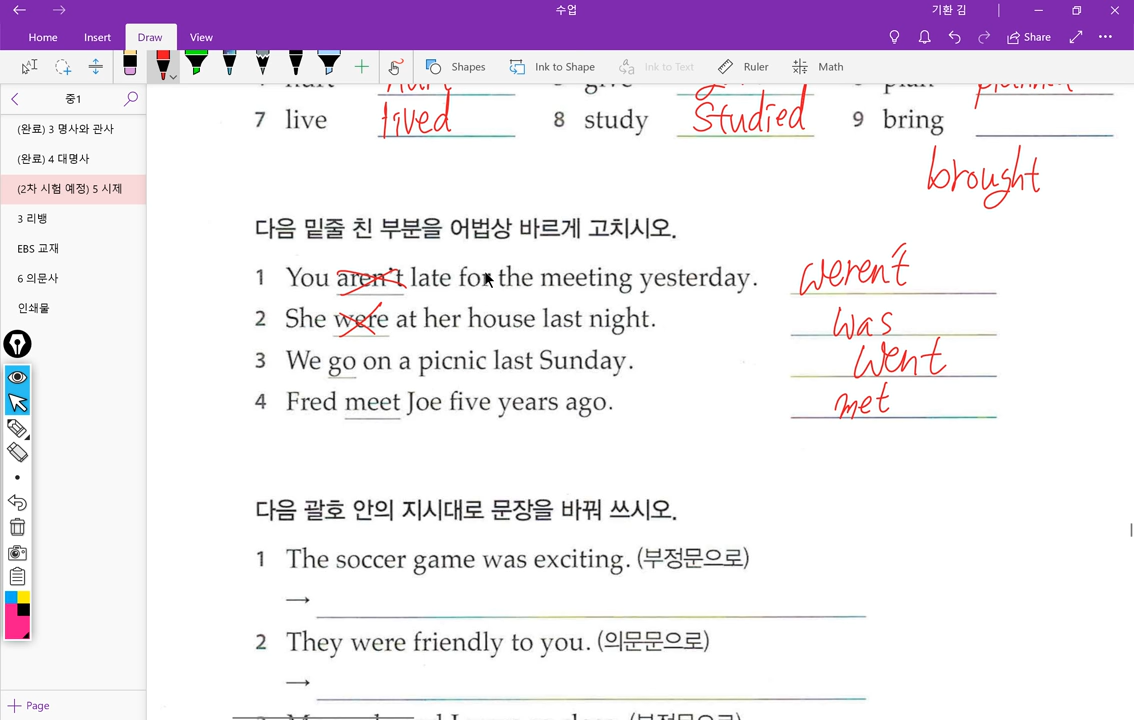 수업
기환 김
Home Insert Draw View
Share
Shapes Ink to Shape Ink to Text Ruler Math
중1
(완료) 3 명사와 관사
(완료) 4 대명사
(2차 시험 예정) 5 시제
3 리뱅
EBS 교재
6 의문사
인쇄물
Page
7 live lived 8 study Studied 9 bring
brought
다음 밑줄 친 부분을 어법상 바르게 고치시오.
1 You aren't late for the meeting yesterday. weren't
2 She were at her house last night. was
3 We go on a picnic last Sunday. went
4 Fred meet Joe five years ago. met
다음 괄호 안의 지시대로 문장을 바꿔 쓰시오.
1 The soccer game was exciting. (부정문으로)
→
2 They were friendly to you. (의문문으로)
→